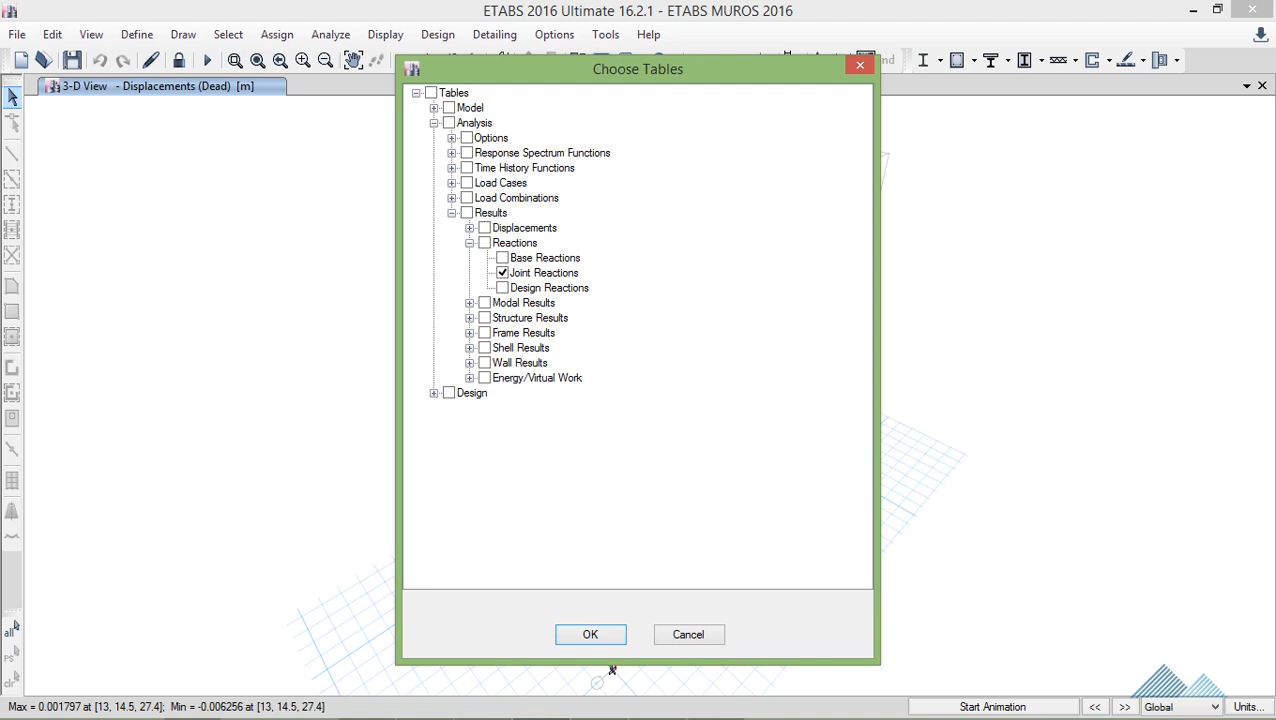 ETABS 2016 Ultimate 16.2.1 - ETABS MUROS 2016
File Edit View Define Draw Select Assign Analyze Display Design Detailing Options Tools Help
nd
3-D View - Displacements (Dead) [m]
Choose Tables
Tables
Model
Analysis
Options
Response Spectrum Functions
Time History Functions
Load Cases
Load Combinations
Results
Displacements
Reactions
Base Reactions
Joint Reactions
Design Reactions
Modal Results
Structure Results
Frame Results
Shell Results
Wall Results
Energy/Virtual Work
Design
OK Cancel
all
PS
clr
Max = 0.001797 at [13, 14.5, 27.4]; Min = -0.006256 at [13, 14.5, 27.4] Start Animation << >> Global Units...